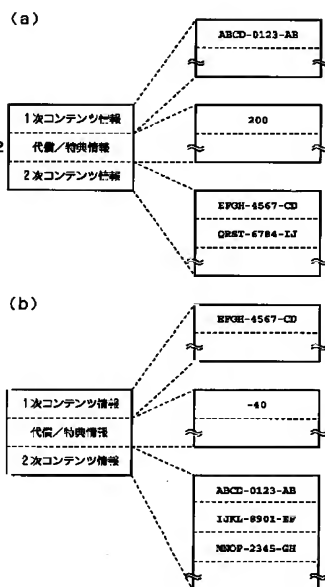 (a)
ABCD-0123-AB
1次コンテンツ情報
代償/特典情報
2次コンテンツ情報
2
200
EFGH-4567-CD
QRST-6784-IJ
(b)
EFGH-4567-CD
1次コンテンツ情報
代償/特典情報
2次コンテンツ情報
-40
ABCD-0123-AB
IJKL-8901-EF
MNOP-2345-GH